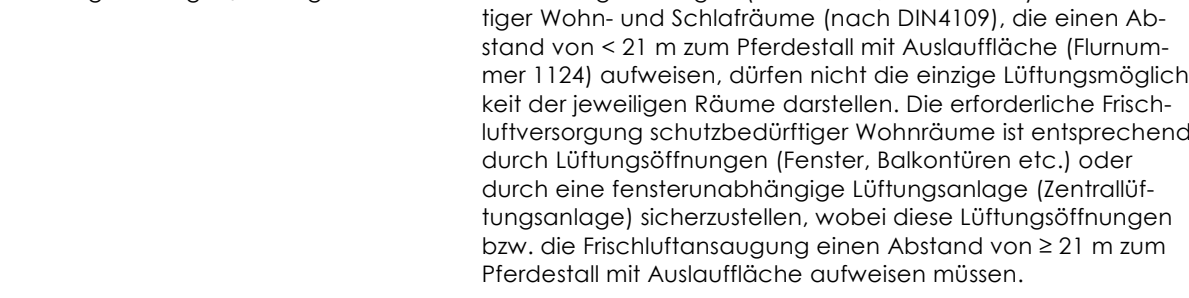 tiger Wohn- und Schlafräume (nach DIN4109), die einen Ab-
stand von < 21 m zum Pferdestall mit Auslauffläche (Flurnum-
mer 1124) aufweisen, dürfen nicht die einzige Lüftungsmöglich
keit der jeweiligen Räume darstellen. Die erforderliche Frisch-
luftversorgung schutzbedürftiger Wohnräume ist entsprechend
durch Lüftungsöffnungen (Fenster, Balkontüren etc.) oder
durch eine fensterunabhängige Lüftungsanlage (Zentrallüf-
tungsanlage) sicherzustellen, wobei diese Lüftungsöffnungen
bzw. die Frischluftansaugung einen Abstand von ≥ 21 m zum
Pferdestall mit Auslauffläche aufweisen müssen.